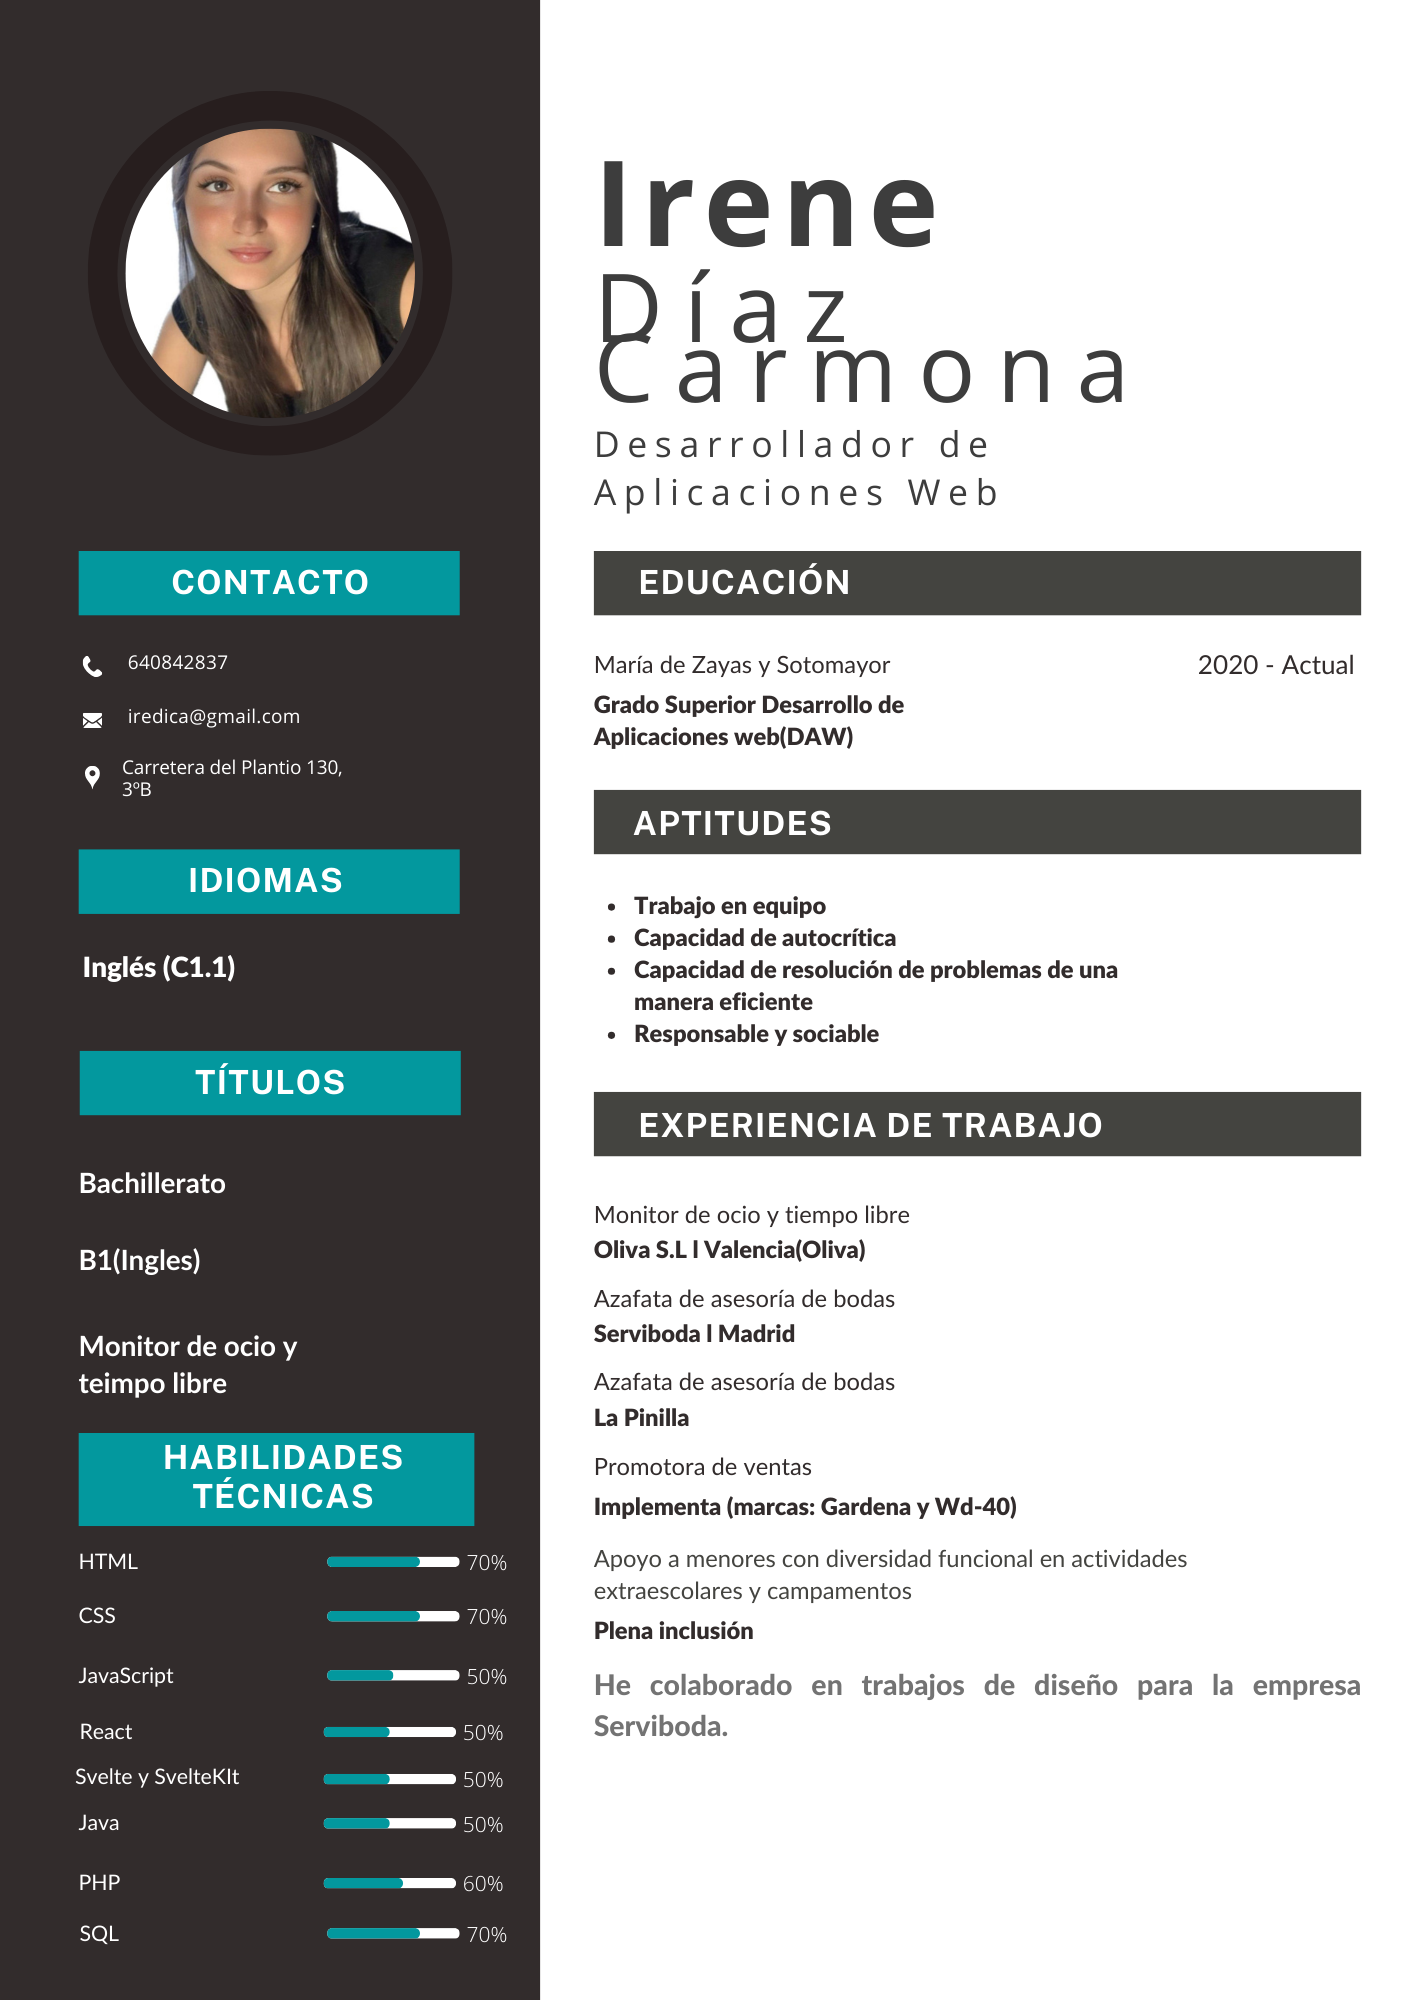 Irene
Díaz
Carmona
Desarrollador de
Aplicaciones Web
CONTACTO
640842837
iredica@gmail.com
Carretera del Plantio 130,
3ºB
IDIOMAS
Inglés (C1.1)
TÍTULOS
Bachillerato
B1(Ingles)
Monitor de ocio y
teimpo libre
HABILIDADES
TÉCNICAS
HTML 70%
CSS 70%
JavaScript 50%
React 50%
Svelte y SvelteKIt 50%
Java 50%
PHP 60%
SQL 70%
EDUCACIÓN
María de Zayas y Sotomayor 2020 - Actual
Grado Superior Desarrollo de
Aplicaciones web(DAW)
APTITUDES
• Trabajo en equipo
• Capacidad de autocrítica
• Capacidad de resolución de problemas de una
manera eficiente
• Responsable y sociable
EXPERIENCIA DE TRABAJO
Monitor de ocio y tiempo libre
Oliva S.L l Valencia(Oliva)
Azafata de asesoría de bodas
Serviboda l Madrid
Azafata de asesoría de bodas
La Pinilla
Promotora de ventas
Implementa (marcas: Gardena y Wd-40)
Apoyo a menores con diversidad funcional en actividades
extraescolares y campamentos
Plena inclusión
He colaborado en trabajos de diseño para la empresa
Serviboda.